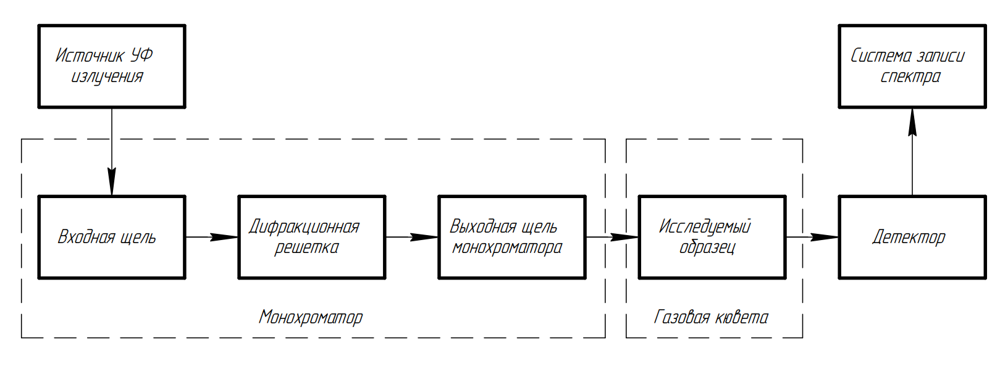 Источник УФ
излучения
Система записи
спектра
Входная щель
Дифракционная
решетка
Выходная щель
монохроматора
Исследуемый
образец
Детектор
Монохроматор
Газовая кювета